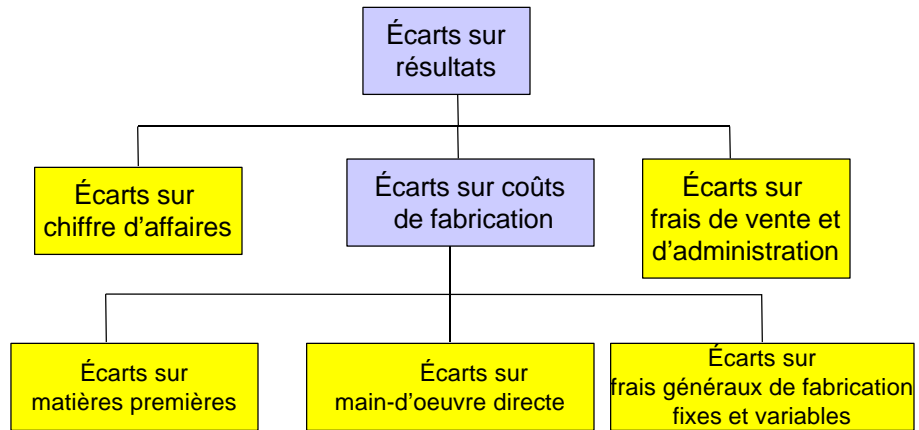 Écarts sur
résultats
Écarts sur
chiffre d'affaires
Écarts sur coûts
de fabrication
Écarts sur
frais de vente et
d'administration
Écarts sur
matières premières
Écarts sur
main-d'oeuvre directe
Écarts sur
frais généraux de fabrication
fixes et variables